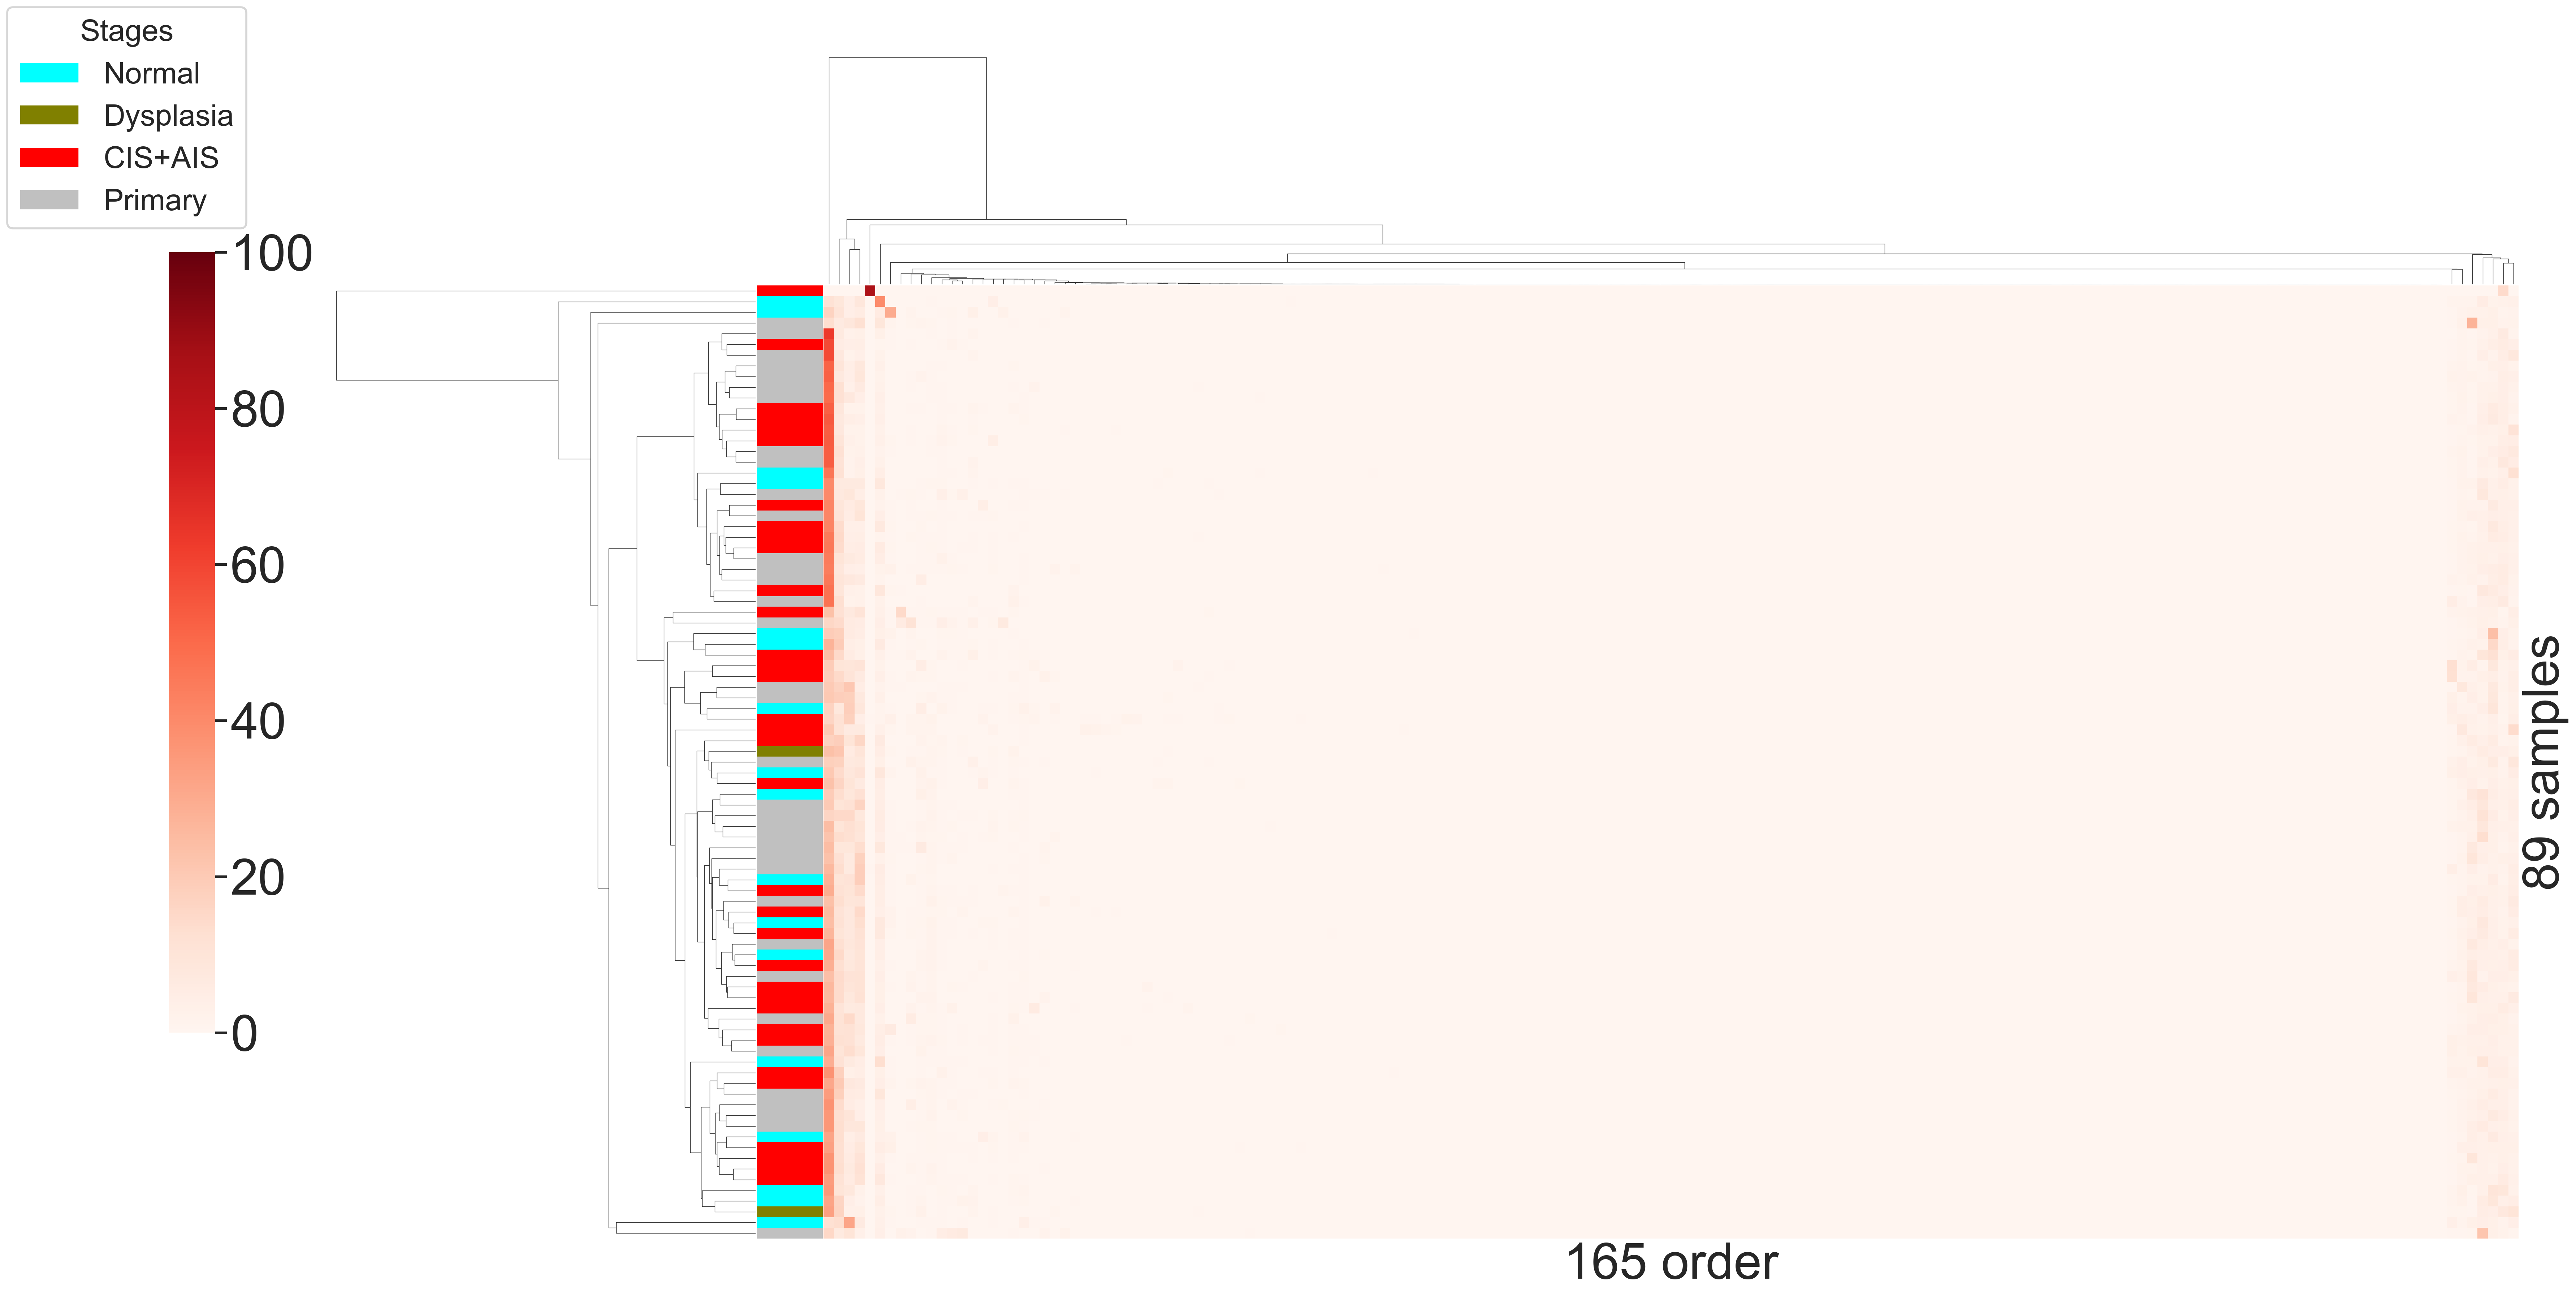 Stages
Normal
Dysplasia
CIS+AIS
Primary
100
80
60
40
20
0
89 samples
165 order